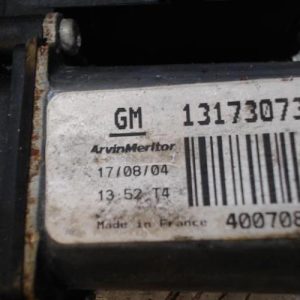 GM 13173073
ArvinMeritor
17/08/04
13 52 T4
Made in France 400708